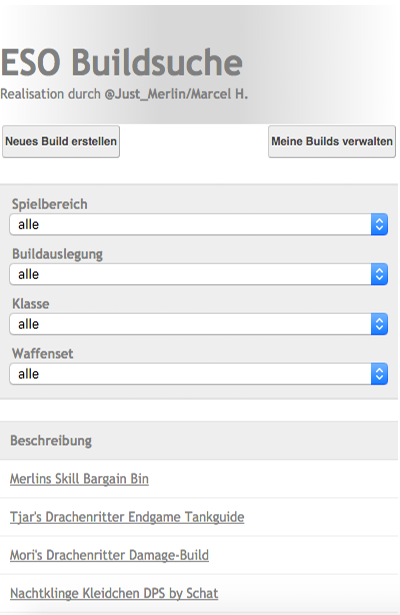 ESO Buildsuche
Realisation durch @Just_Merlin/Marcel H.
Neues Build erstellen
Meine Builds verwalten
Spielbereich
alle
Buildauslegung
alle
Klasse
alle
Waffenset
alle
Beschreibung
Merlins Skill Bargain Bin
Tjar's Drachenritter Endgame Tankguide
Mori's Drachenritter Damage-Build
Nachtklinge Kleidchen DPS by Schat